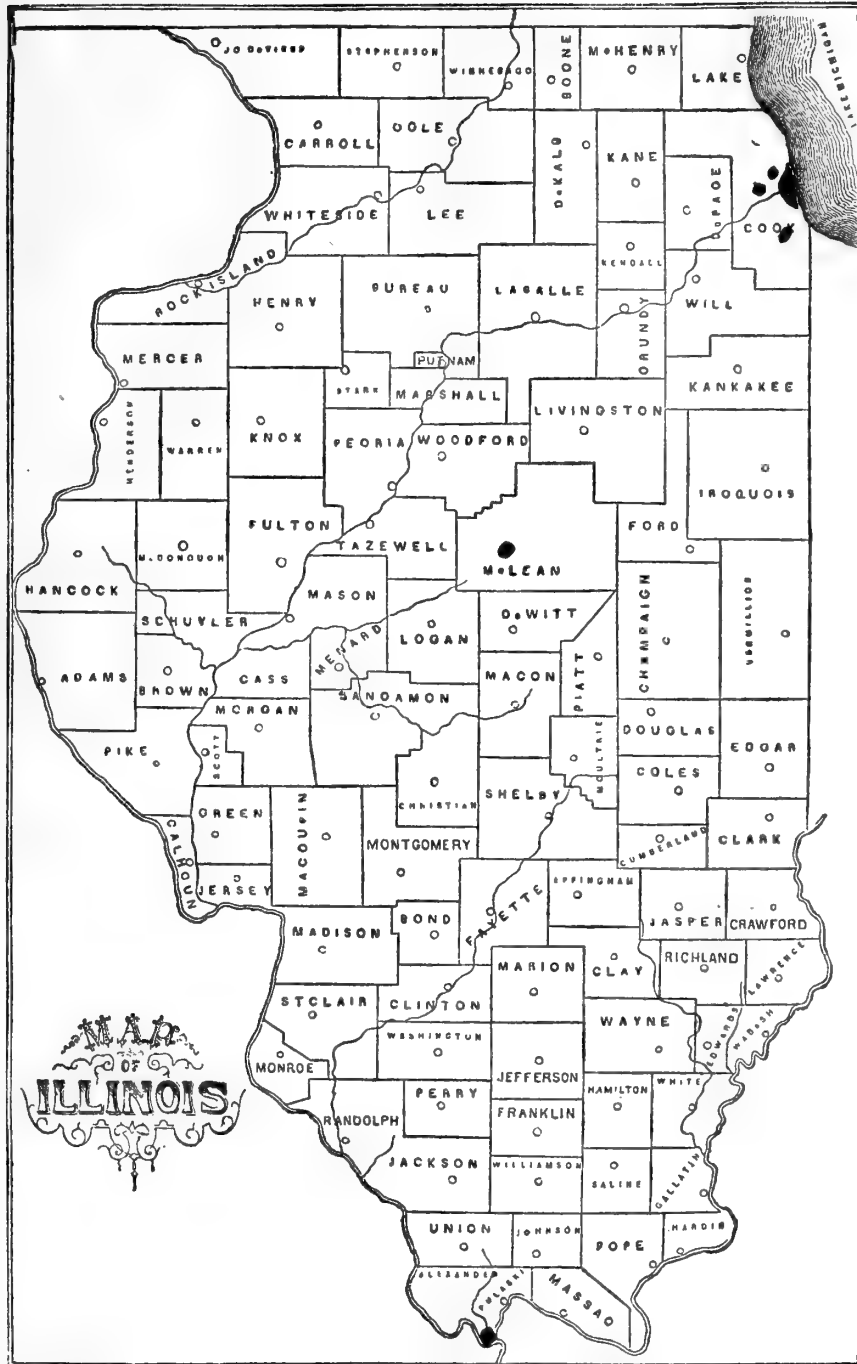 JO DAVIESS
STEPHENSON
WINNEBAGO
BOONE
McHENRY
LAKE
LAKE MICHIGAN
CARROLL
OGLE
DeKALB
KANE
DuPAGE
COOK
WHITESIDE
LEE
ROCK ISLAND
HENRY
BUREAU
LASALLE
KENDALL
GRUNDY
WILL
MERCER
STARK
PUTNAM
MARSHALL
KANKAKEE
HENDERSON
WARREN
KNOX
PEORIA
WOODFORD
LIVINGSTON
IROQUOIS
HANCOCK
McDONOUGH
FULTON
TAZEWELL
McLEAN
FORD
SCHUYLER
MASON
MENARD
LOGAN
DeWITT
CHAMPAIGN
VERMILLION
ADAMS
BROWN
CASS
SANGAMON
MACON
PIATT
PIKE
SCOTT
MORGAN
MOULTRIE
DOUGLAS
EDGAR
COLES
CALHOUN
GREEN
MACOUPIN
CHRISTIAN
SHELBY
CUMBERLAND
CLARK
JERSEY
MONTGOMERY
EFFINGHAM
JASPER
CRAWFORD
MADISON
BOND
FAYETTE
MARION
CLAY
RICHLAND
LAWRENCE
ST CLAIR
CLINTON
WAYNE
EDWARDS
WABASH
MONROE
WASHINGTON
JEFFERSON
HAMILTON
WHITE
RANDOLPH
PERRY
FRANKLIN
JACKSON
WILLIAMSON
SALINE
GALLATIN
UNION
JOHNSON
POPE
HARDIN
ALEXANDER
PULASKI
MASSAC
MAP
OF
ILLINOIS